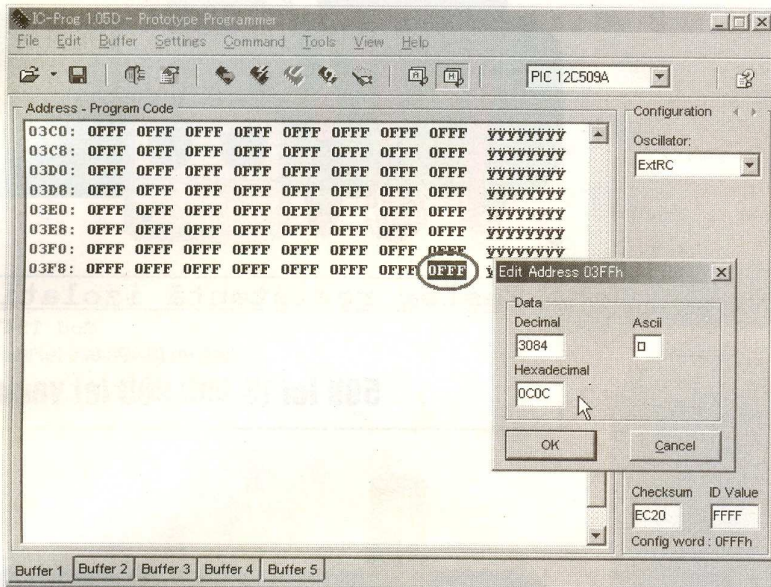 IC-Prog 1.05D - Prototype Programmer
File Edit Buffer Settings Command Tools View Help
PIC 12C509A
Address - Program Code
03C0: 0FFF 0FFF 0FFF 0FFF 0FFF 0FFF 0FFF 0FFF ÿÿÿÿÿÿÿÿ
03C8: 0FFF 0FFF 0FFF 0FFF 0FFF 0FFF 0FFF 0FFF ÿÿÿÿÿÿÿÿ
03D0: 0FFF 0FFF 0FFF 0FFF 0FFF 0FFF 0FFF 0FFF ÿÿÿÿÿÿÿÿ
03D8: 0FFF 0FFF 0FFF 0FFF 0FFF 0FFF 0FFF 0FFF ÿÿÿÿÿÿÿÿ
03E0: 0FFF 0FFF 0FFF 0FFF 0FFF 0FFF 0FFF 0FFF ÿÿÿÿÿÿÿÿ
03E8: 0FFF 0FFF 0FFF 0FFF 0FFF 0FFF 0FFF 0FFF ÿÿÿÿÿÿÿÿ
03F0: 0FFF 0FFF 0FFF 0FFF 0FFF 0FFF 0FFF 0FFF ÿÿÿÿÿÿÿÿ
03F8: 0FFF 0FFF 0FFF 0FFF 0FFF 0FFF 0FFF 0FFF
Configuration
Oscillator:
ExtRC
Edit Address 03FFh
Data
Decimal Ascii
3084
Hexadecimal
0C0C
OK Cancel
Checksum ID Value
EC20 FFFF
Config word : 0FFFh
Buffer 1 Buffer 2 Buffer 3 Buffer 4 Buffer 5